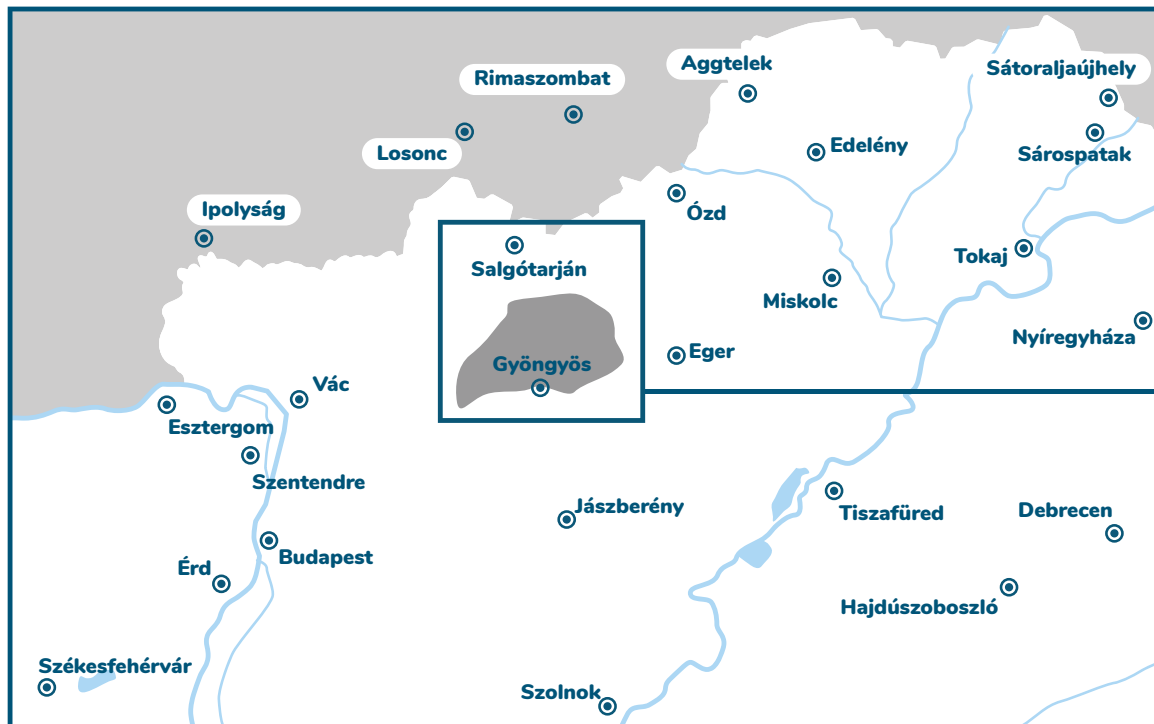 Aggtelek
Sátoraljaújhely
Rimaszombat
Losonc
Edelény
Sárospatak
Ipolyság
Ózd
Salgótarján
Tokaj
Miskolc
Nyíregyháza
Eger
Gyöngyös
Vác
Esztergom
Szentendre
Jászberény
Tiszafüred
Debrecen
Budapest
Érd
Hajdúszoboszló
Székesfehérvár
Szolnok